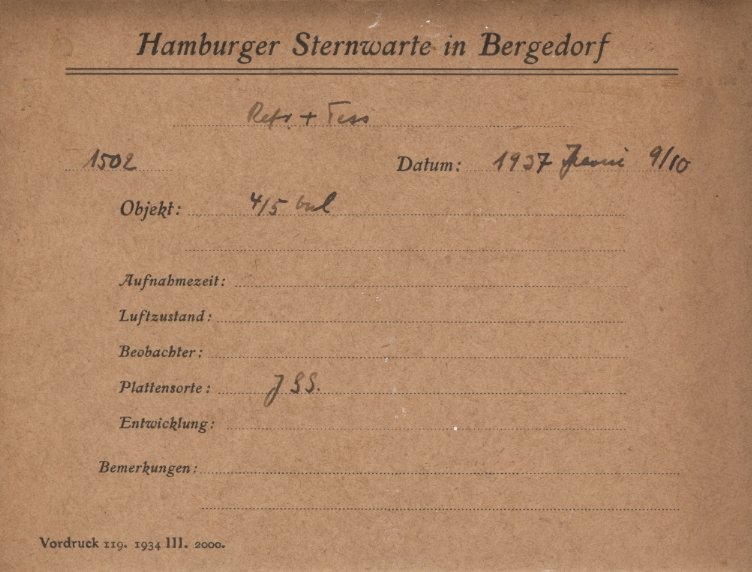 Hamburger Sternwarte in Bergedorf
Refr + Tess
1502 Datum: 1937 Juni 9/10
Objekt: 4/5 vul
Aufnahmezeit:
Luftzustand:
Beobachter:
Plattensorte:
Entwicklung:
Bemerkungen:
Vordruck 119. 1934 III. 2000.